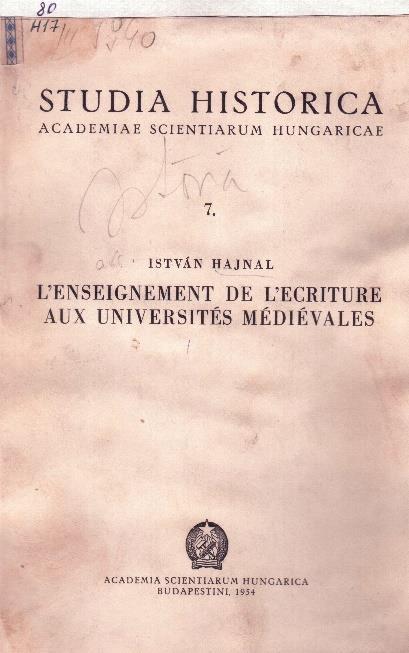 80
H17
STUDIA HISTORICA
ACADEMIAE SCIENTIARUM HUNGARICAE
7.
ISTVÁN HAJNAL
L'ENSEIGNEMENT DE L'ECRITURE
AUX UNIVERSITÉS MÉDIÉVALES
ACADEMIA SCIENTIARUM HUNGARICA
BUDAPESTINI, 1954